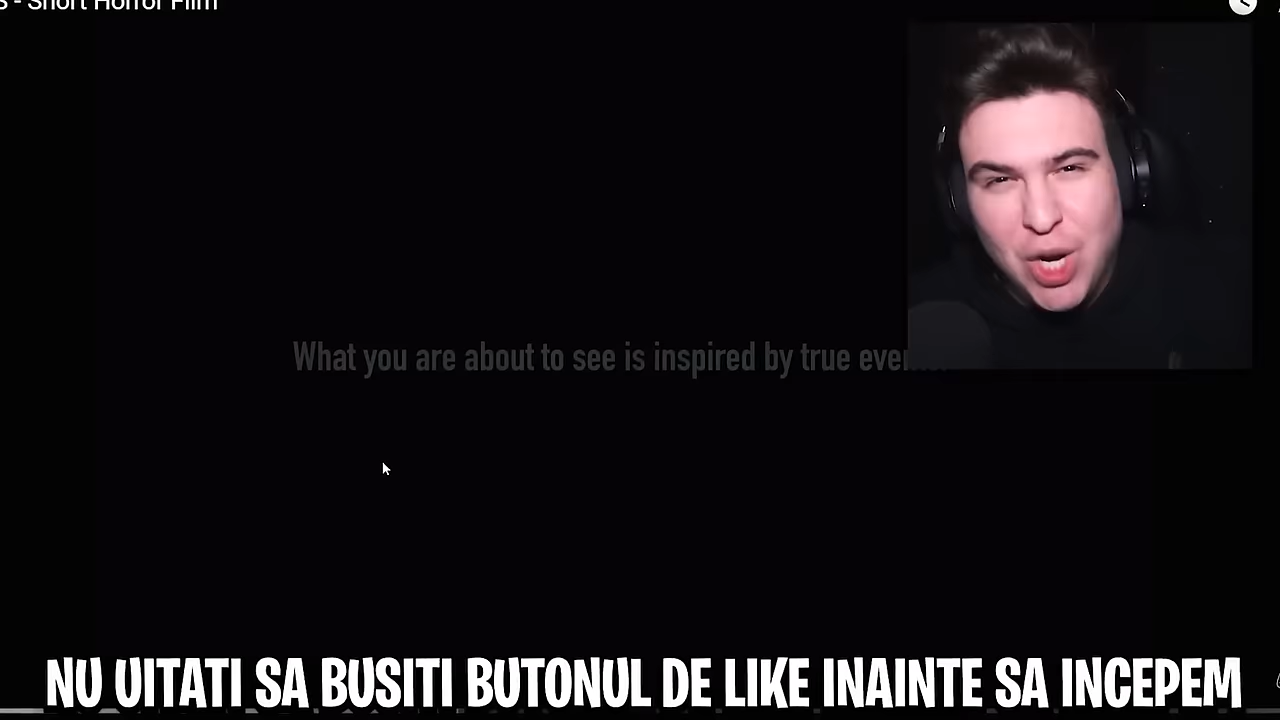 - Short Horror Film
What you are about to see is inspired by true
NU UITATI SA BUSITI BUTONUL DE LIKE INAINTE SA INCEPEM